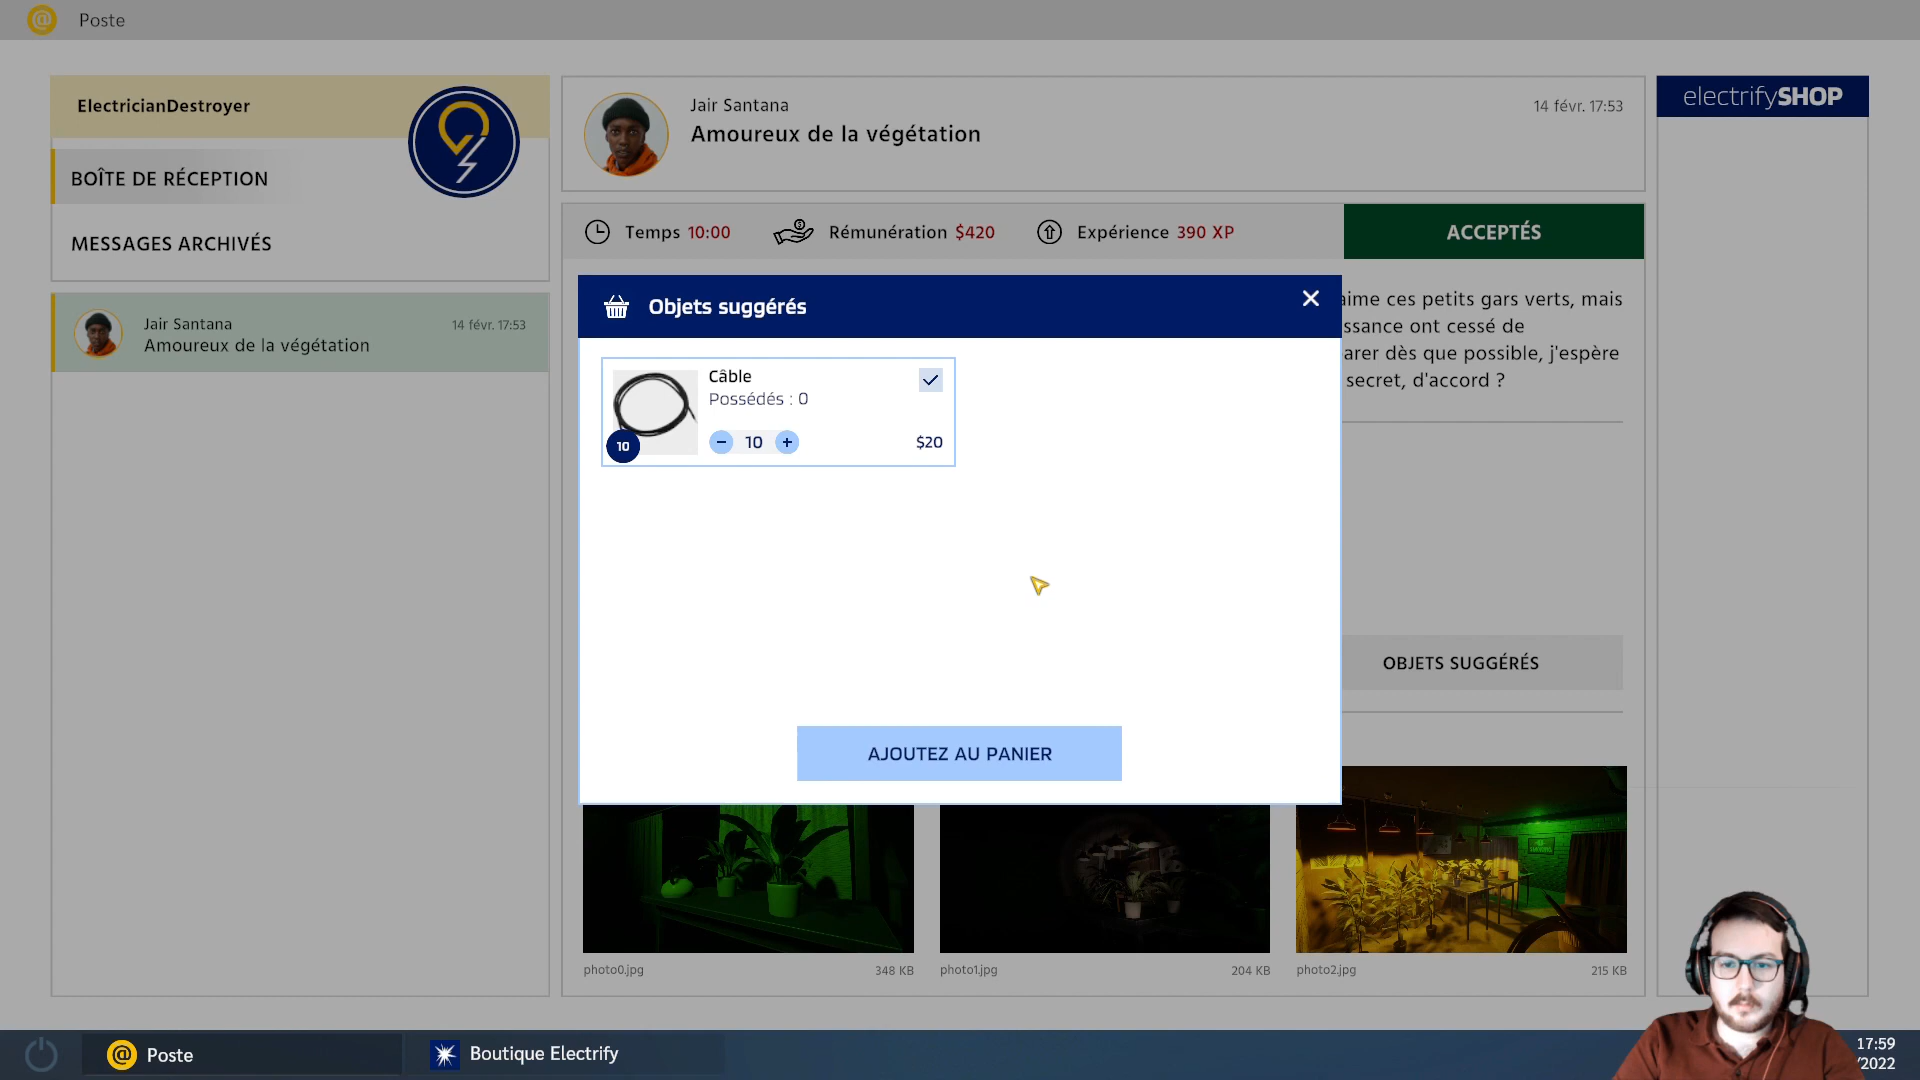 Poste
ElectricianDestroyer
BOÎTE DE RÉCEPTION
MESSAGES ARCHIVÉS
Jair Santana
14 févr. 17:53
Amoureux de la végétation
Jair Santana
14 févr. 17:53
Amoureux de la végétation
electrifySHOP
Temps 10:00
Rémunération $420
Expérience 390 XP
ACCEPTÉS
aime ces petits gars verts, mais
ssance ont cessé de
arer dès que possible, j'espère
secret, d'accord ?
Objets suggérés
Câble
Possédés : 0
10
10
$20
AJOUTEZ AU PANIER
OBJETS SUGGÉRÉS
photo0.jpg
348 KB
photo1.jpg
204 KB
photo2.jpg
215 KB
Poste
Boutique Electrify
17:59
/2022